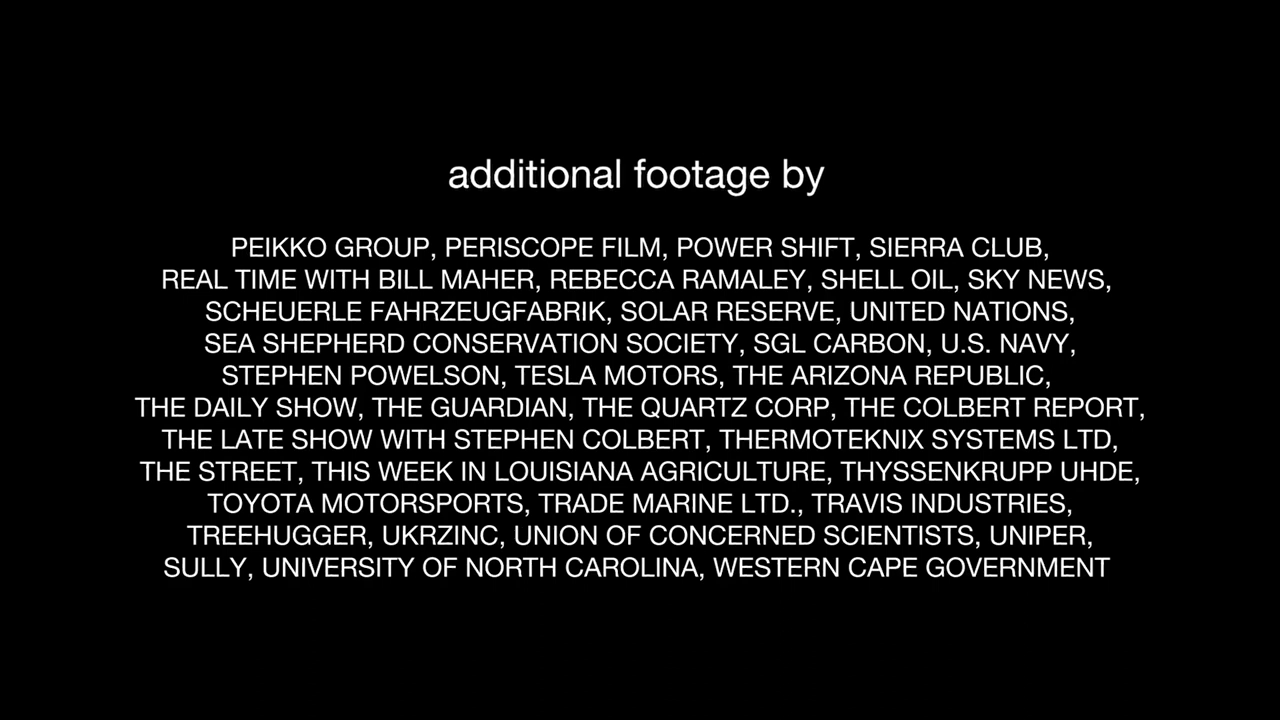 additional footage by
PEIKKO GROUP, PERISCOPE FILM, POWER SHIFT, SIERRA CLUB,
REAL TIME WITH BILL MAHER, REBECCA RAMALEY, SHELL OIL, SKY NEWS,
SCHEUERLE FAHRZEUGFABRIK, SOLAR RESERVE, UNITED NATIONS,
SEA SHEPHERD CONSERVATION SOCIETY, SGL CARBON, U.S. NAVY,
STEPHEN POWELSON, TESLA MOTORS, THE ARIZONA REPUBLIC,
THE DAILY SHOW, THE GUARDIAN, THE QUARTZ CORP, THE COLBERT REPORT,
THE LATE SHOW WITH STEPHEN COLBERT, THERMOTEKNIX SYSTEMS LTD,
THE STREET, THIS WEEK IN LOUISIANA AGRICULTURE, THYSSENKRUPP UHDE,
TOYOTA MOTORSPORTS, TRADE MARINE LTD., TRAVIS INDUSTRIES,
TREEHUGGER, UKRZINC, UNION OF CONCERNED SCIENTISTS, UNIPER,
SULLY, UNIVERSITY OF NORTH CAROLINA, WESTERN CAPE GOVERNMENT